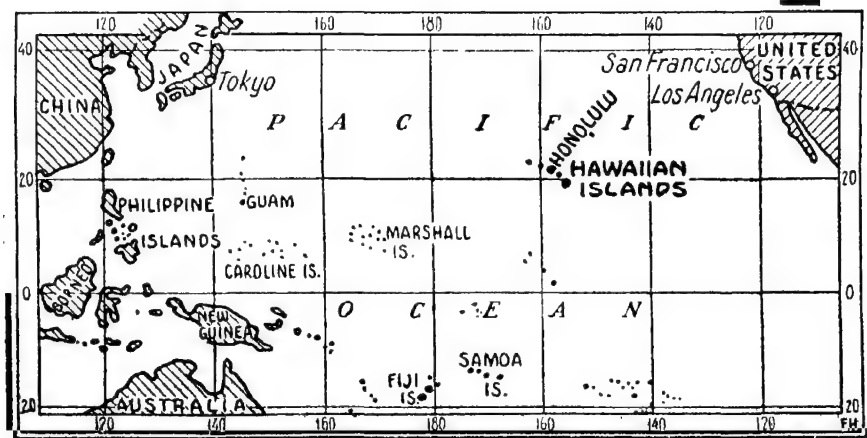 120 140 160 180 160 140 120
40 40
JAPAN
UNITED STATES
San Francisco
Tokyo
CHINA
Los Angeles
PACIFIC
HONOLULU
HAWAIIAN
ISLANDS
20 20
PHILIPPINE
ISLANDS
GUAM
MARSHALL
IS.
CAROLINE IS.
BORNEO
0 0
OCEAN
NEW
GUINEA
SAMOA
IS.
FIJI
IS.
AUSTRALIA
20 20
120 140 160 180 160 140 120 F.H.